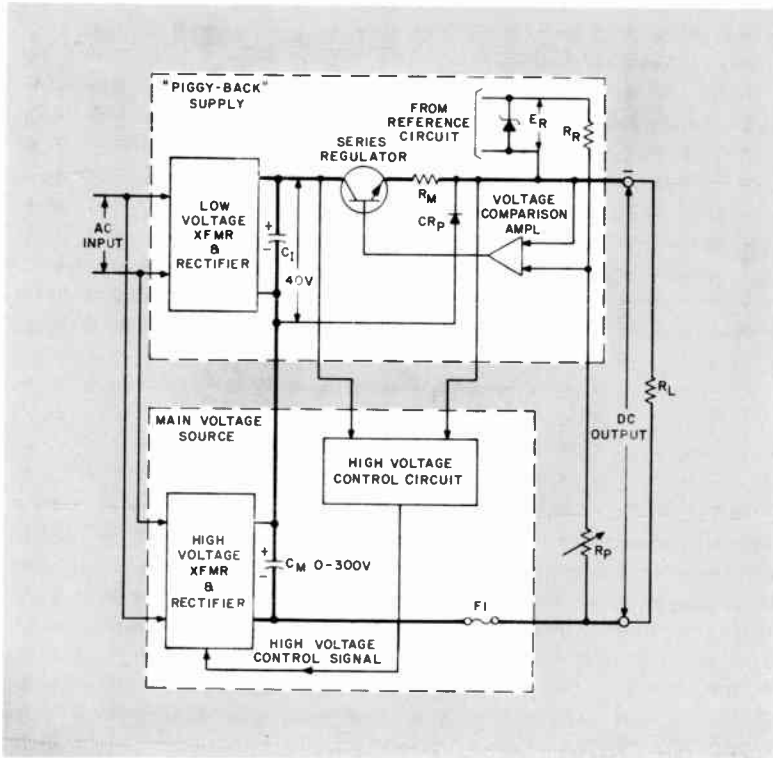 "PIGGY-BACK"
SUPPLY
FROM
REFERENCE
CIRCUIT
E_R
R_R
SERIES
REGULATOR
R_M
–
VOLTAGE
COMPARISON
AMPL
LOW
VOLTAGE
XFMR
&
RECTIFIER
AC
INPUT
+
–
C_I
40V
CR_P
R_L
DC
OUTPUT
MAIN VOLTAGE
SOURCE
HIGH VOLTAGE
CONTROL CIRCUIT
HIGH
VOLTAGE
XFMR
&
RECTIFIER
+
–
C_M 0-300V
R_P
F1
HIGH VOLTAGE
CONTROL SIGNAL